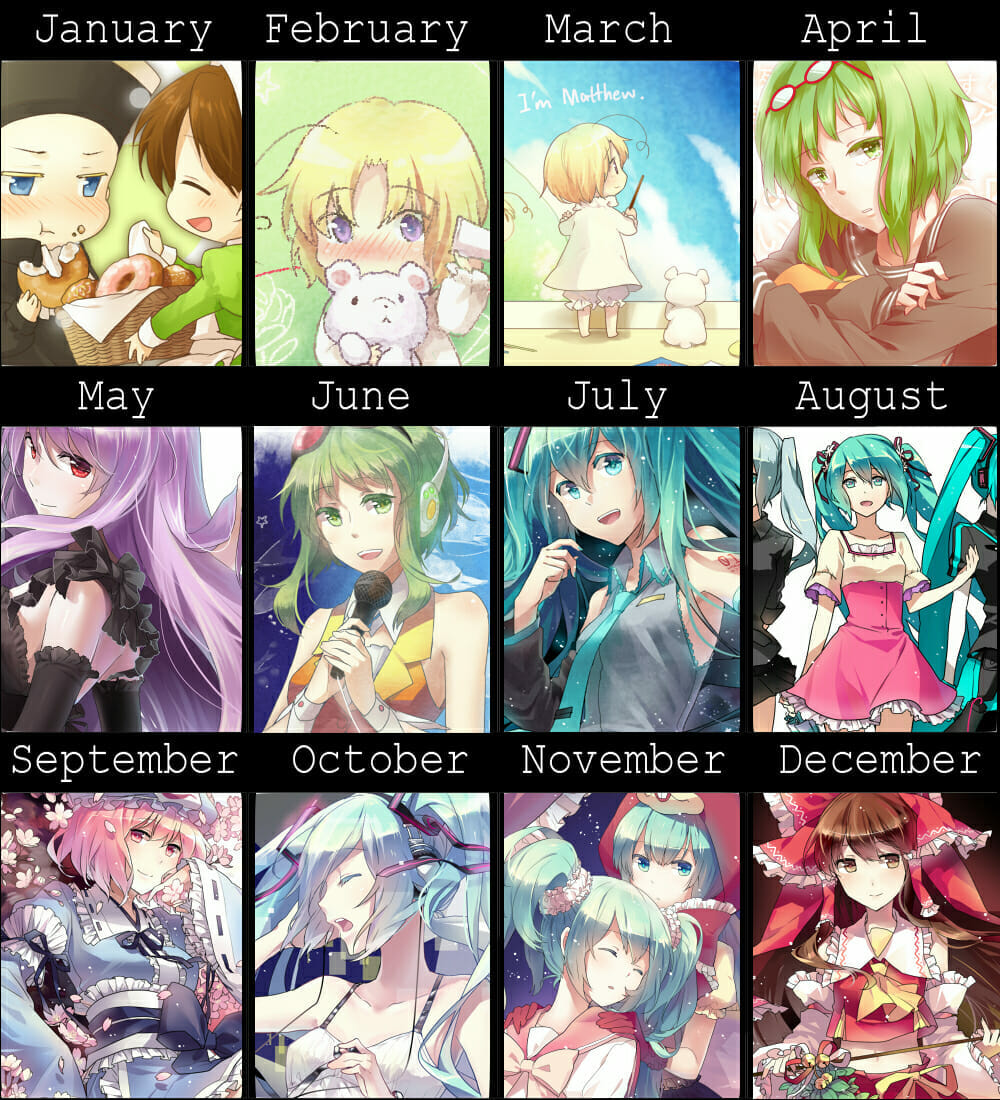 January February March April
I'm Matthew.
May June July August
September October November December